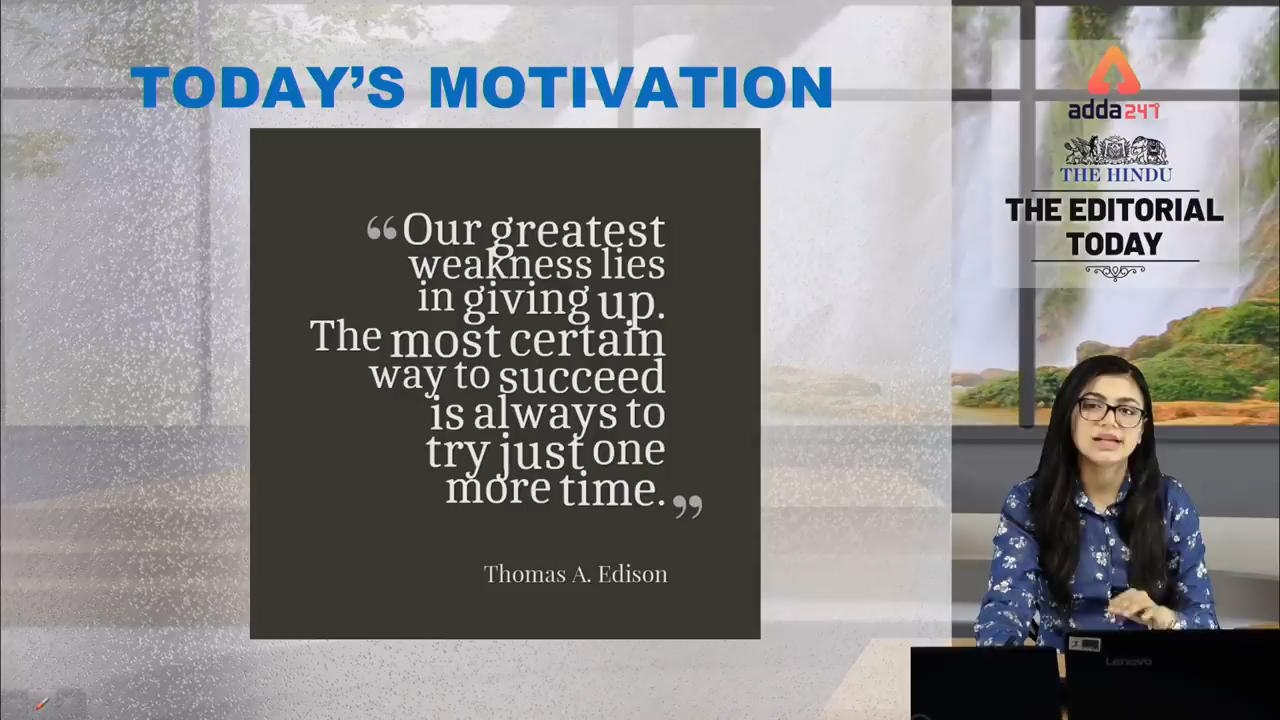 TODAY'S MOTIVATION
“Our greatest
weakness lies
in giving up.
The most certain
way to succeed
is always to
try just one
more time.”
Thomas A. Edison
adda247
THE HINDU
THE EDITORIAL
TODAY
Lenovo